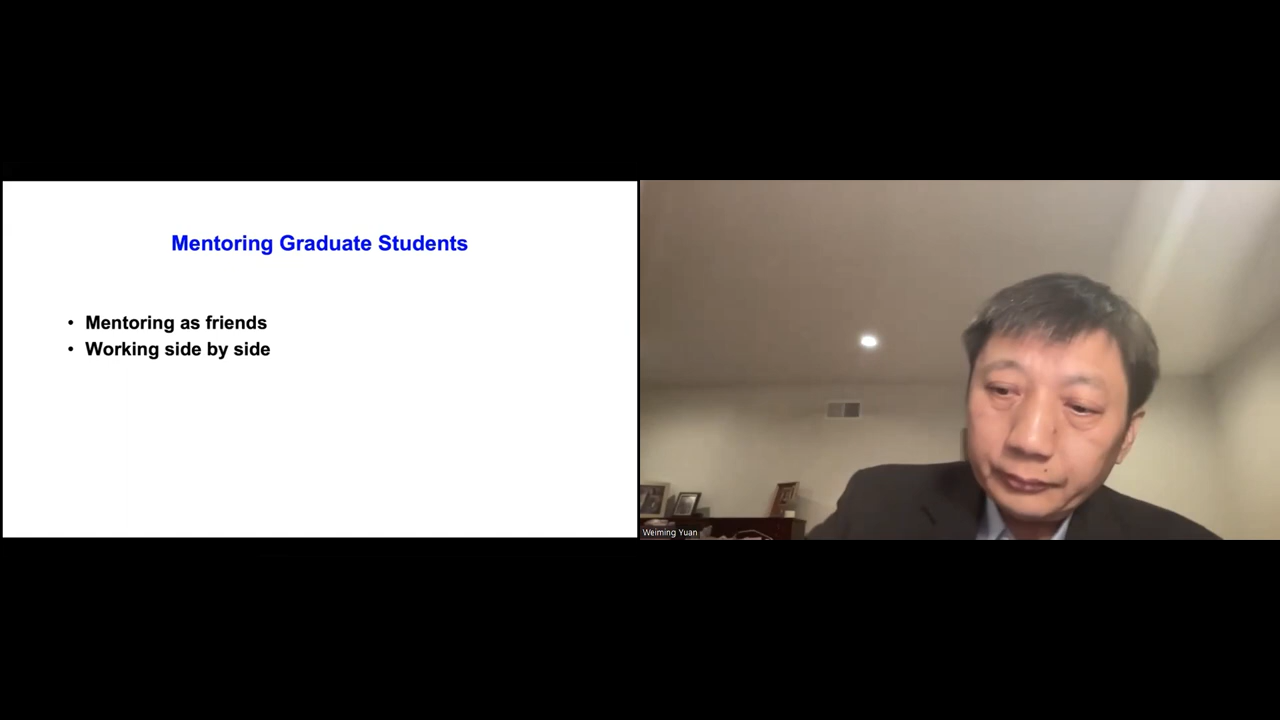 Mentoring Graduate Students
• Mentoring as friends
• Working side by side
Weiming Yuan